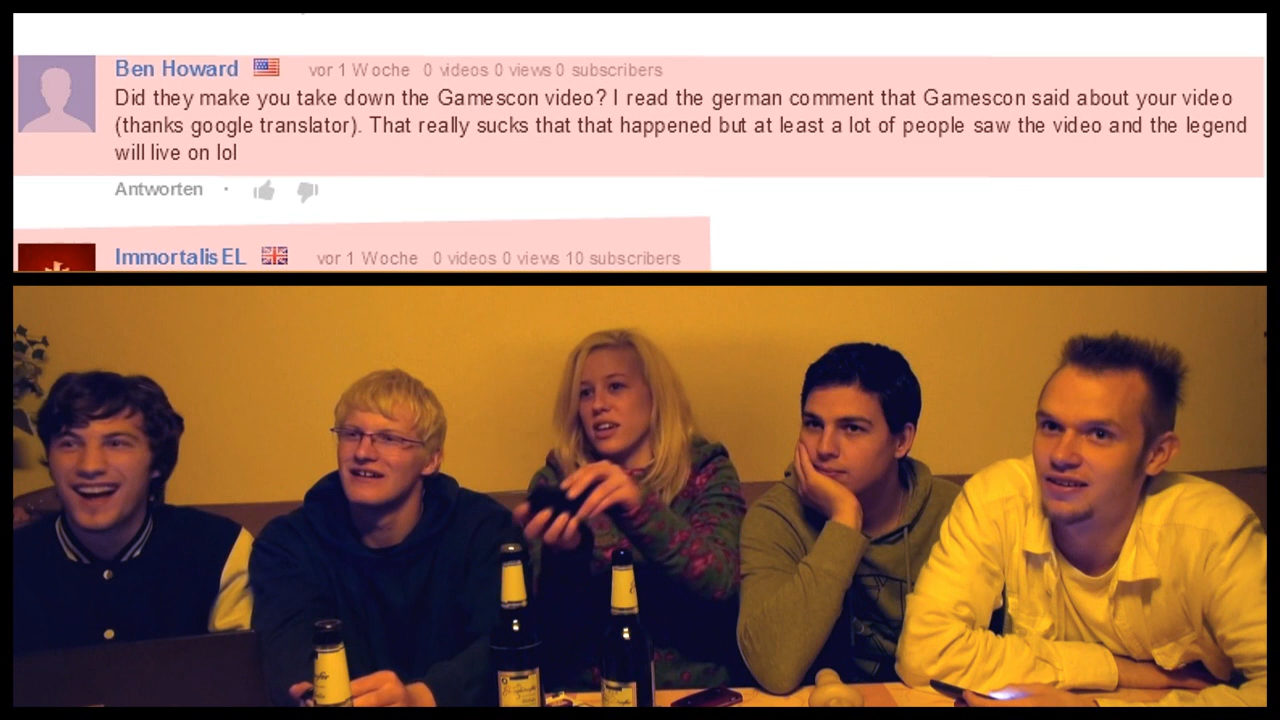 Ben Howard vor 1 Woche 0 videos 0 views 0 subscribers
Did they make you take down the Gamescon video? I read the german comment that Gamescon said about your video
(thanks google translator). That really sucks that that happened but at least a lot of people saw the video and the legend
will live on lol
Antworten ·
Immortalis EL vor 1 Woche 0 videos 0 views 10 subscribers